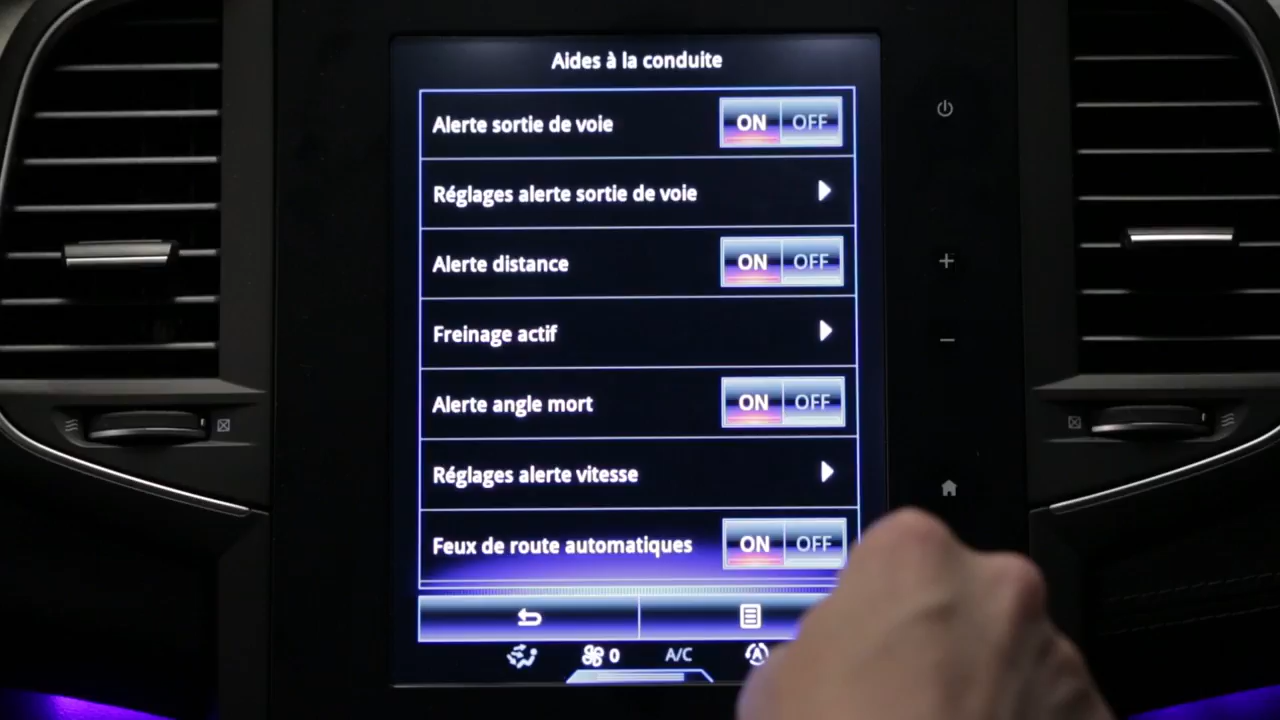 Aides à la conduite
Alerte sortie de voie ON OFF
Réglages alerte sortie de voie
Alerte distance ON OFF
Freinage actif
Alerte angle mort ON OFF
Réglages alerte vitesse
Feux de route automatiques ON OFF
0 A/C A